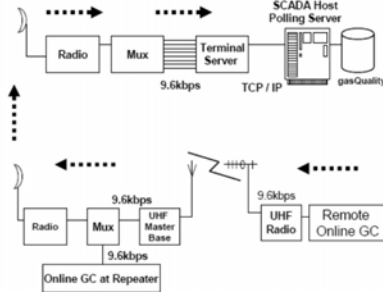 SCADA Host
Polling Server
Radio
Mux
Terminal
Server
gasQuality
9.6kbps
TCP / IP
9.6kbps
9.6kbps
Radio
Mux
UHF
Master
Base
UHF
Radio
Remote
Online GC
9.6kbps
Online GC at Repeater